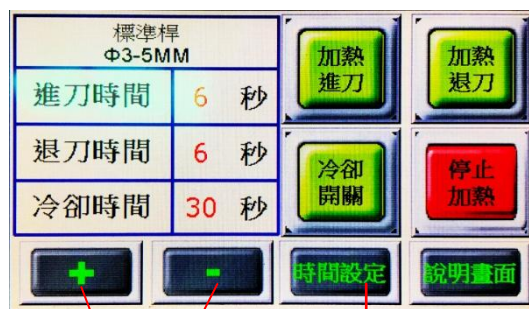 標準桿
Φ3-5MM
進刀時間 6 秒
退刀時間 6 秒
冷卻時間 30 秒
加熱
進刀
加熱
退刀
冷卻
開關
停止
加熱
+
-
時間設定
說明畫面